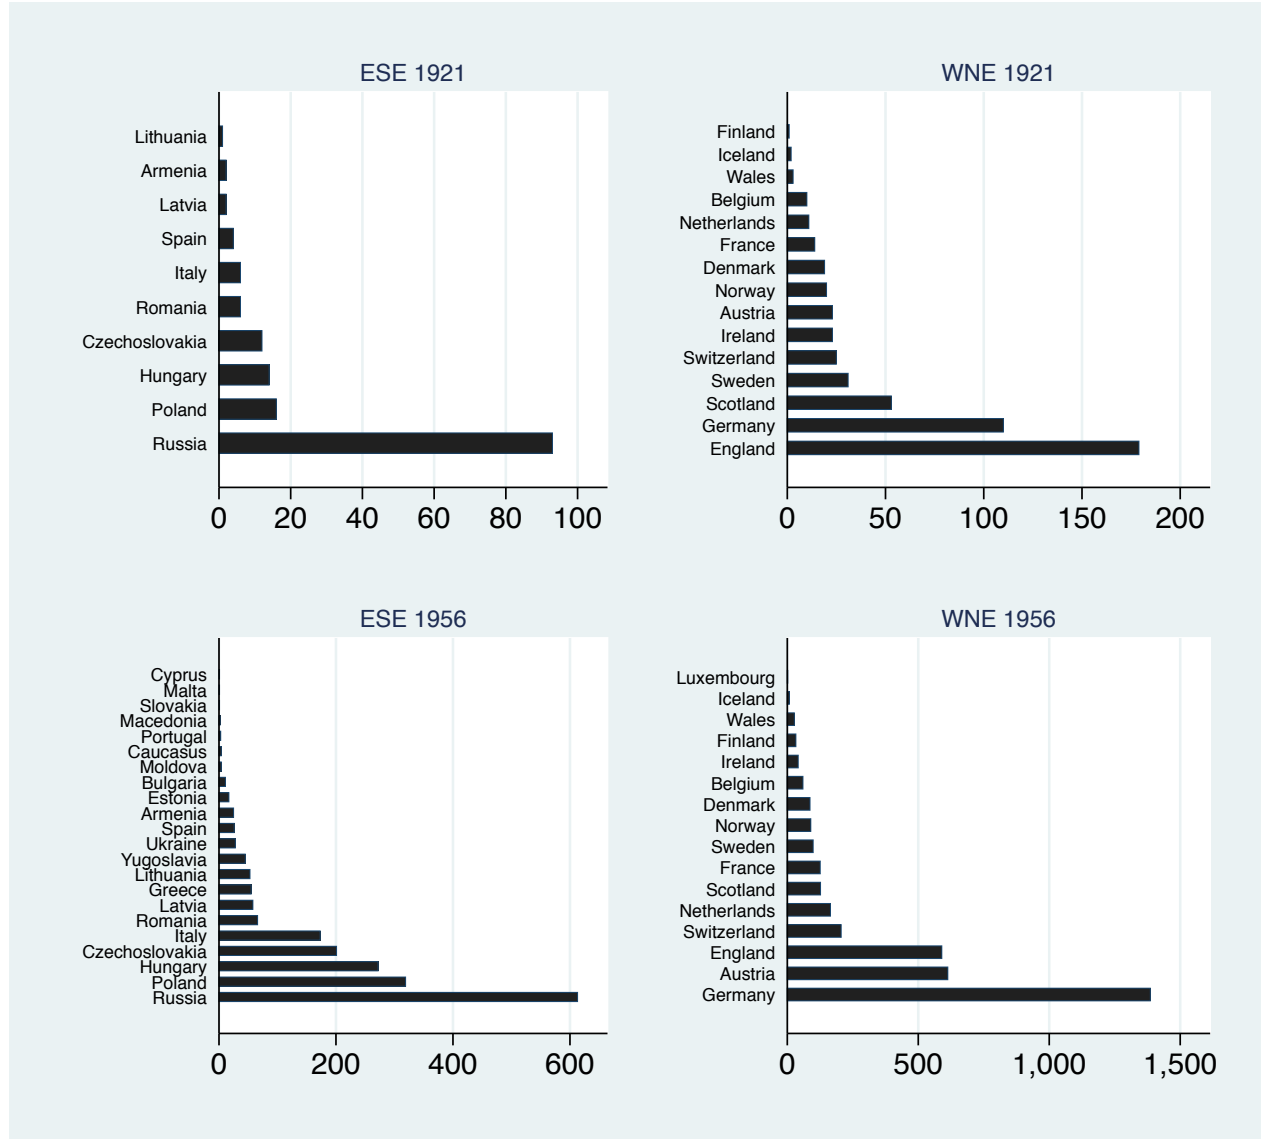 ESE 1921
Lithuania
Armenia
Latvia
Spain
Italy
Romania
Czechoslovakia
Hungary
Poland
Russia
0 20 40 60 80 100
WNE 1921
Finland
Iceland
Wales
Belgium
Netherlands
France
Denmark
Norway
Austria
Ireland
Switzerland
Sweden
Scotland
Germany
England
0 50 100 150 200
ESE 1956
Cyprus
Malta
Slovakia
Macedonia
Portugal
Caucasus
Moldova
Bulgaria
Estonia
Armenia
Spain
Ukraine
Yugoslavia
Lithuania
Greece
Latvia
Romania
Italy
Czechoslovakia
Hungary
Poland
Russia
0 200 400 600
WNE 1956
Luxembourg
Iceland
Wales
Finland
Ireland
Belgium
Denmark
Norway
Sweden
France
Scotland
Netherlands
Switzerland
England
Austria
Germany
0 500 1,000 1,500